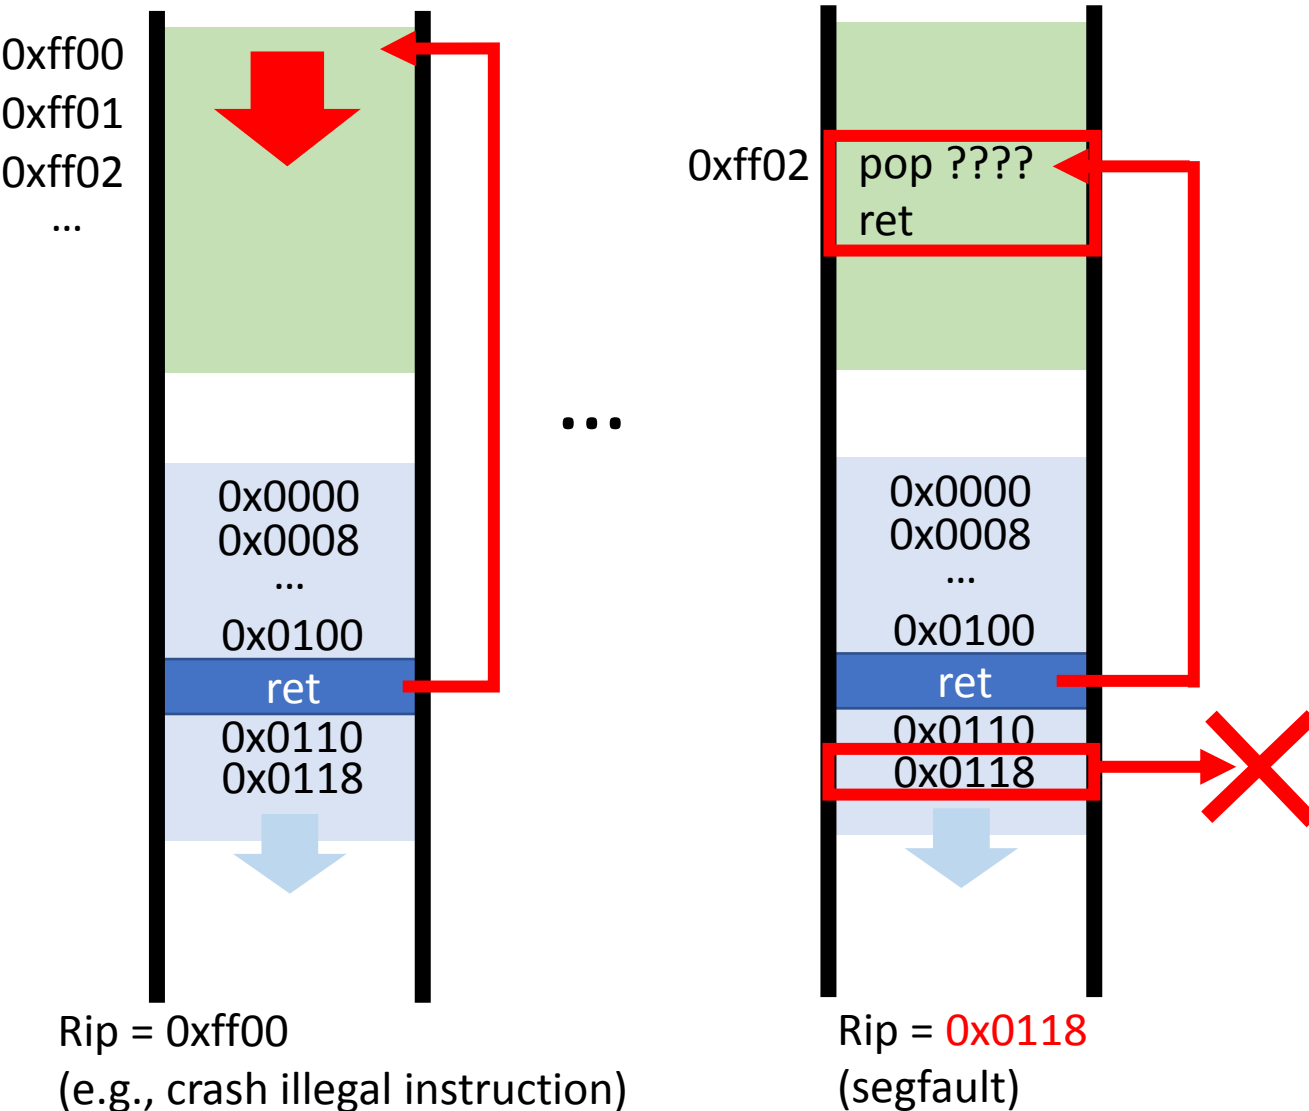 0xff00
0xff01
0xff02
...
0x0000
0x0008
...
0x0100
ret
0x0110
0x0118
Rip = 0xff00
(e.g., crash illegal instruction)
...
0xff02
pop ????
ret
0x0000
0x0008
...
0x0100
ret
0x0110
0x0118
Rip = 0x0118
(segfault)